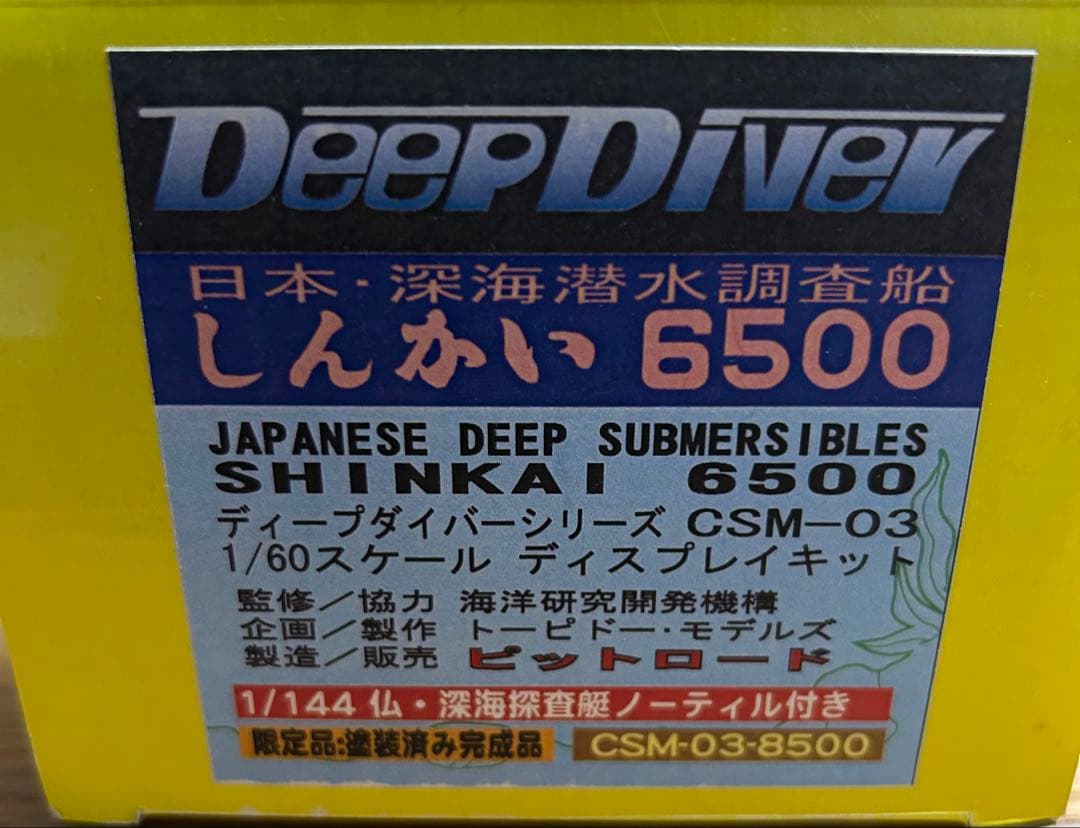 DeepDiver
日本・深海潜水調査船
しんかい 6500
JAPANESE DEEP SUBMERSIBLES
SHINKAI 6500
ディープダイバーシリーズ CSM-03
1/60スケール ディスプレイキット
監修/協力 海洋研究開発機構
企画/製作 トーピドー・モデルズ
製造/販売 ピットロード
1/144 仏・深海探査艇ノーティル付き
限定品:塗装済み完成品 CSM-03-8500